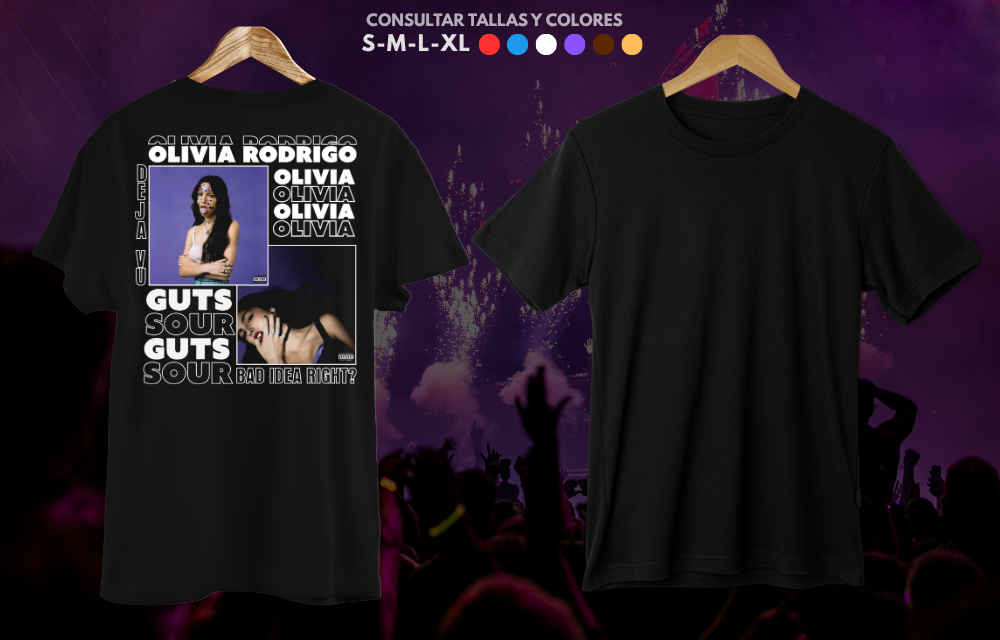 CONSULTAR TALLAS Y COLORES
S-M-L-XL
OLIVIA RODRIGO
OLIVIA RODRIGO
DEJA VU
OLIVIA
OLIVIA
OLIVIA
OLIVIA
GUTS
SOUR
GUTS
SOUR
BAD IDEA RIGHT?